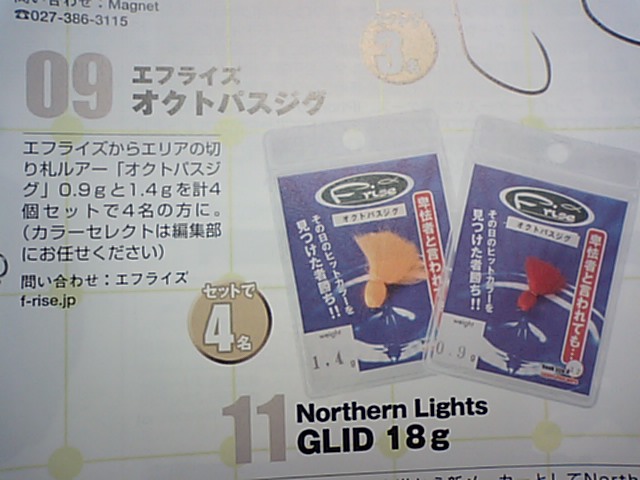 問い合わせ：Magnet
☎027-386-3115
3名
09
エフライズ
オクトパスジグ
エフライズからエリアの切
り札ルアー「オクトパスジ
グ」0.9gと1.4gを計4
個セットで4名の方に。
（カラーセレクトは編集部
にお任せください）
問い合わせ：エフライズ
f-rise.jp
セットで
4名
F-rise
オクトパスジグ
卑怯者と言われて
その日のヒットカラーを
見つけた者勝ち!!
weight
1.4g
F-rise
オクトパスジグ
卑怯者と言われても…
その日のヒットカラーを
見つけた者勝ち!!
weight
0.9g
11
Northern Lights
GLID 18g